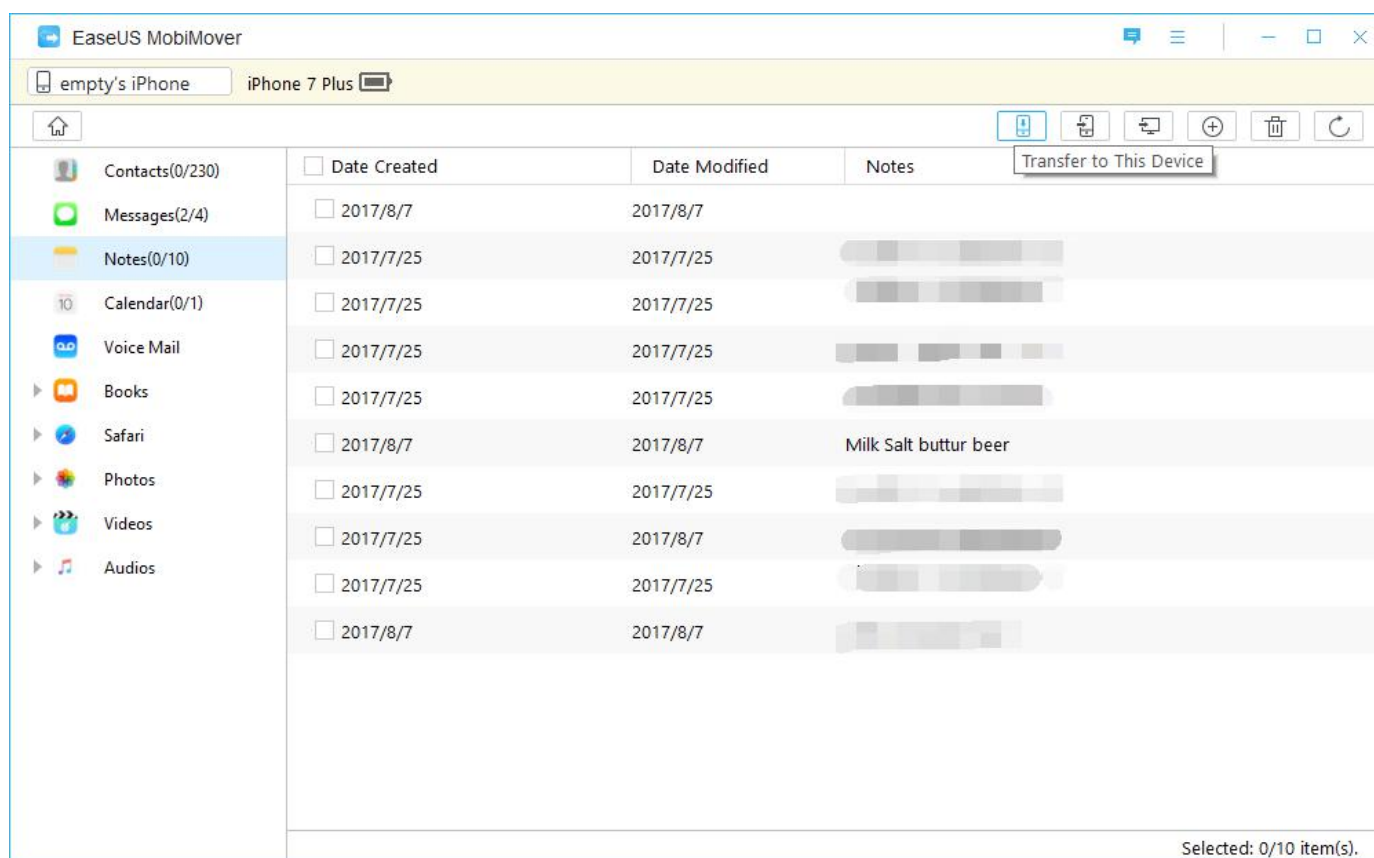 EaseUS MobiMover
empty's iPhone iPhone 7 Plus
Transfer to This Device
Contacts(0/230)
Messages(2/4)
Notes(0/10)
10 Calendar(0/1)
Voice Mail
Books
Safari
Photos
Videos
Audios
Date Created Date Modified Notes
2017/8/7 2017/8/7
2017/7/25 2017/7/25
2017/7/25 2017/7/25
2017/7/25 2017/7/25
2017/7/25 2017/7/25
2017/8/7 2017/8/7 Milk Salt buttur beer
2017/7/25 2017/7/25
2017/7/25 2017/8/7
2017/7/25 2017/7/25
2017/8/7 2017/8/7
Selected: 0/10 item(s).